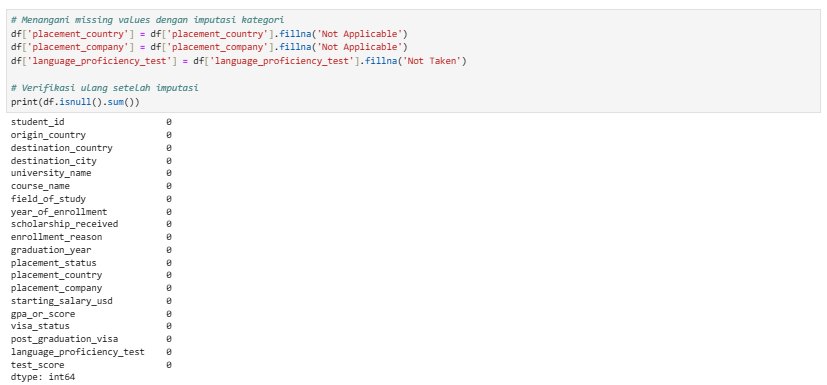 # Menangani missing values dengan imputasi kategori
df['placement_country'] = df['placement_country'].fillna('Not Applicable')
df['placement_company'] = df['placement_company'].fillna('Not Applicable')
df['language_proficiency_test'] = df['language_proficiency_test'].fillna('Not Taken')
# Verifikasi ulang setelah imputasi
print(df.isnull().sum())
student_id 0
origin_country 0
destination_country 0
destination_city 0
university_name 0
course_name 0
field_of_study 0
year_of_enrollment 0
scholarship_received 0
enrollment_reason 0
graduation_year 0
placement_status 0
placement_country 0
placement_company 0
starting_salary_usd 0
gpa_or_score 0
visa_status 0
post_graduation_visa 0
language_proficiency_test 0
test_score 0
dtype: int64